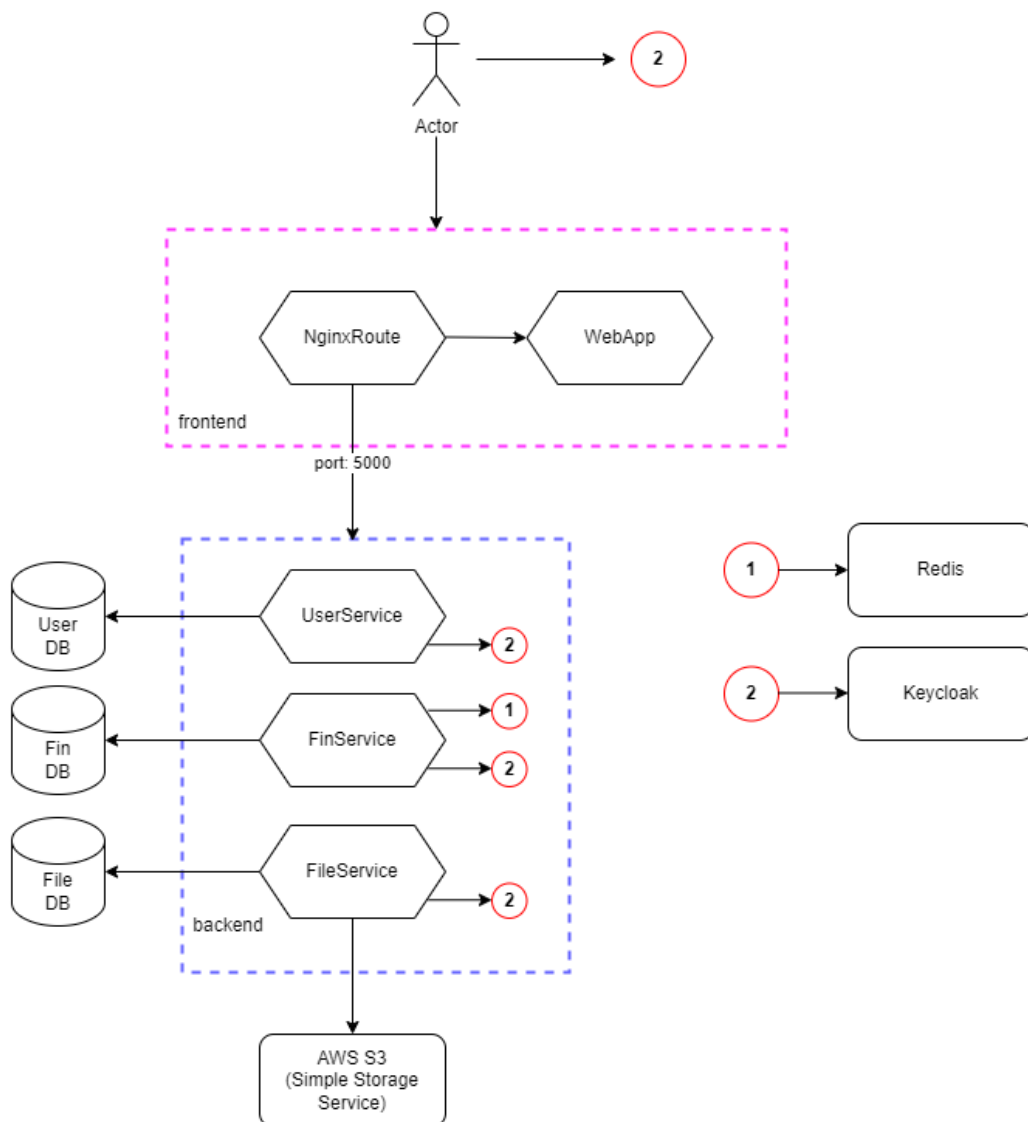 2
Actor
NginxRoute
WebApp
frontend
port: 5000
UserService
User
DB
2
1
Redis
FinService
1
Fin
DB
2
2
Keycloak
FileService
File
DB
2
backend
AWS S3
(Simple Storage
Service)